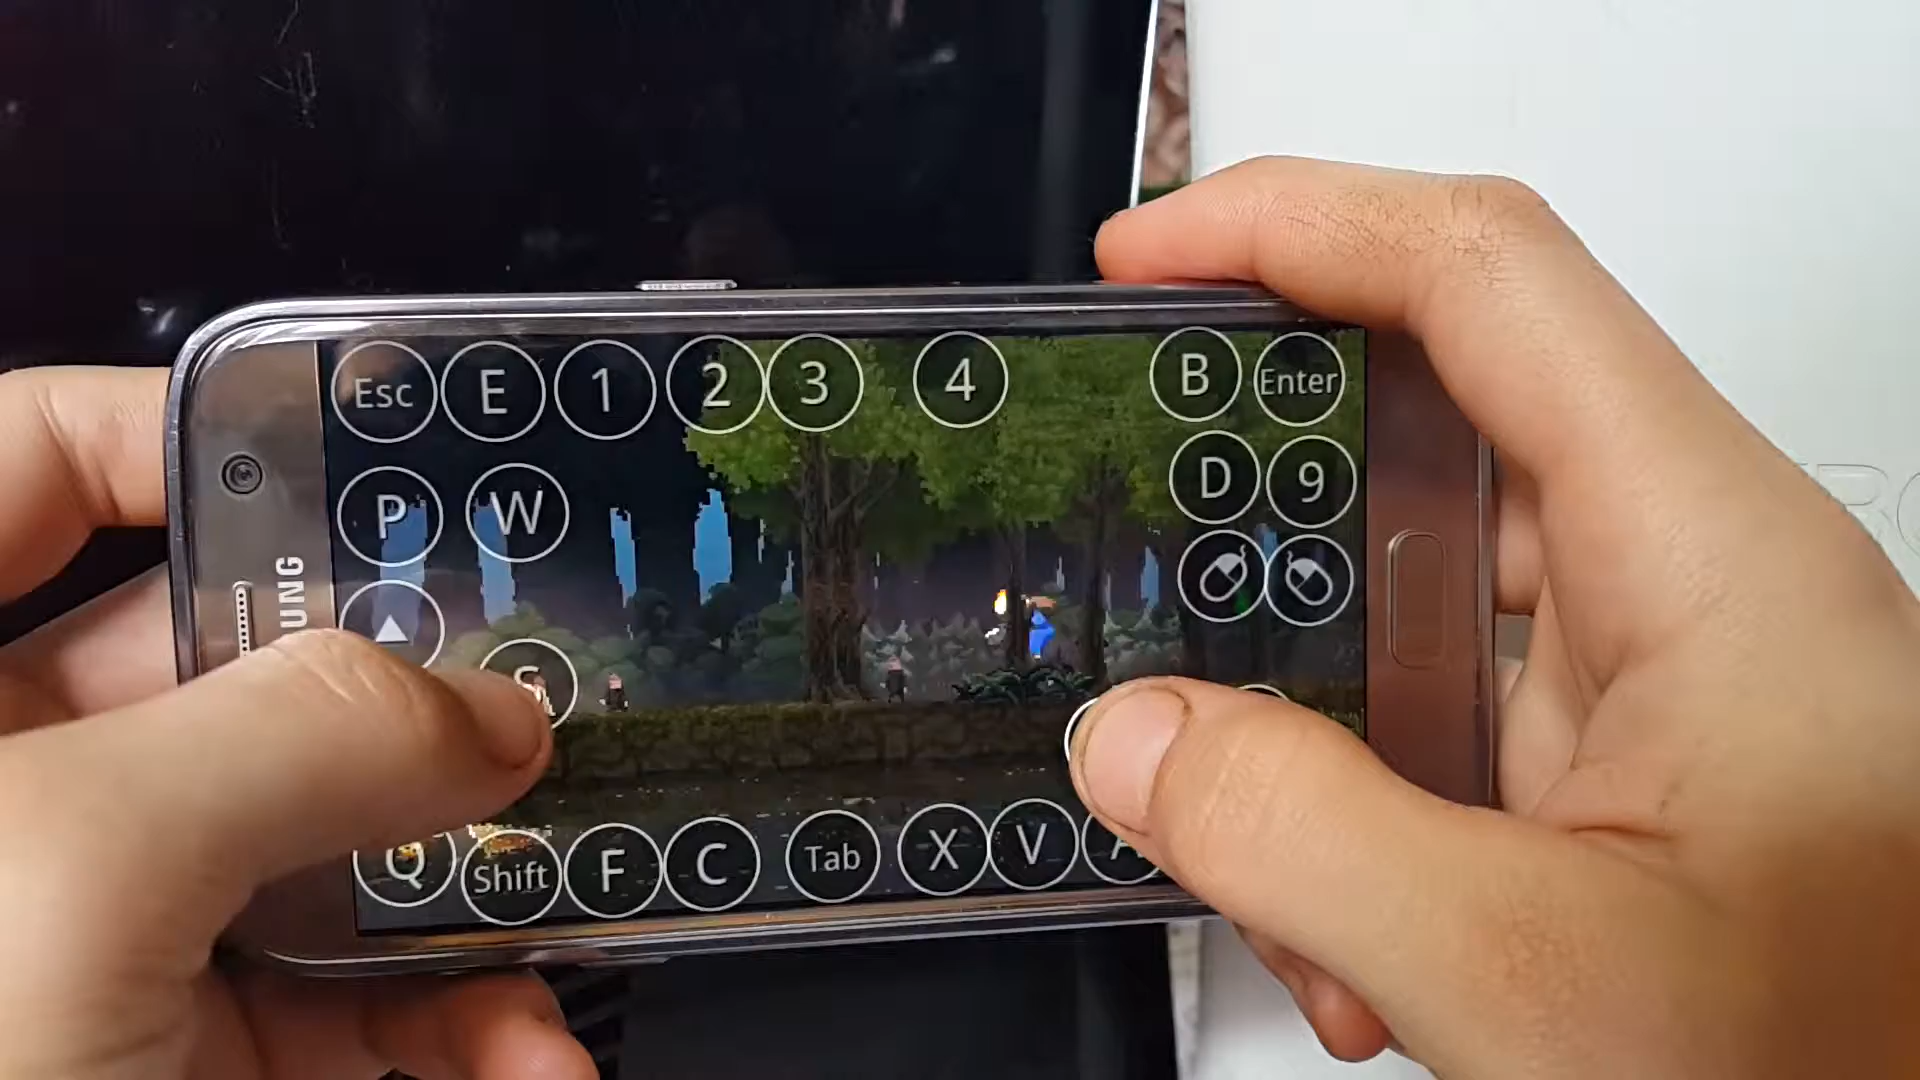 Esc E 1 2 3 4 B Enter
P W D 9
UNG
S
Q Shift F C Tab X V A